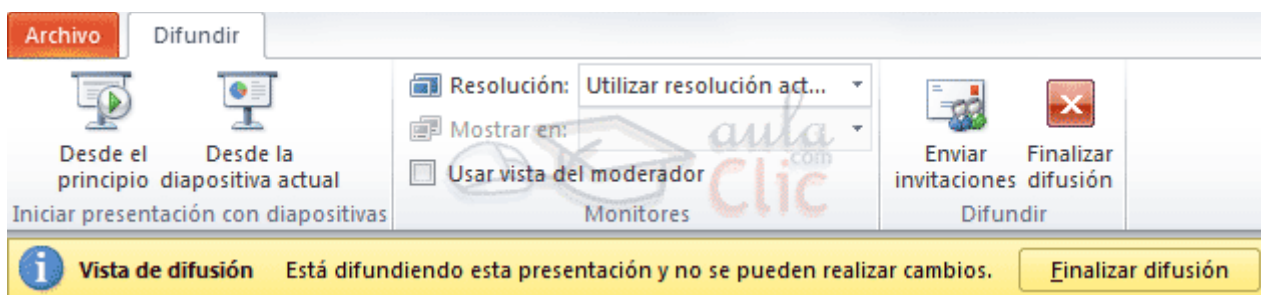 Archivo Difundir
Resolución: Utilizar resolución act...
Mostrar en:
Usar vista del moderador
Desde el principio
Desde la diapositiva actual
Enviar invitaciones
Finalizar difusión
Iniciar presentación con diapositivas
Monitores
Difundir
aula
.com
Clic
Vista de difusión Está difundiendo esta presentación y no se pueden realizar cambios. Finalizar difusión